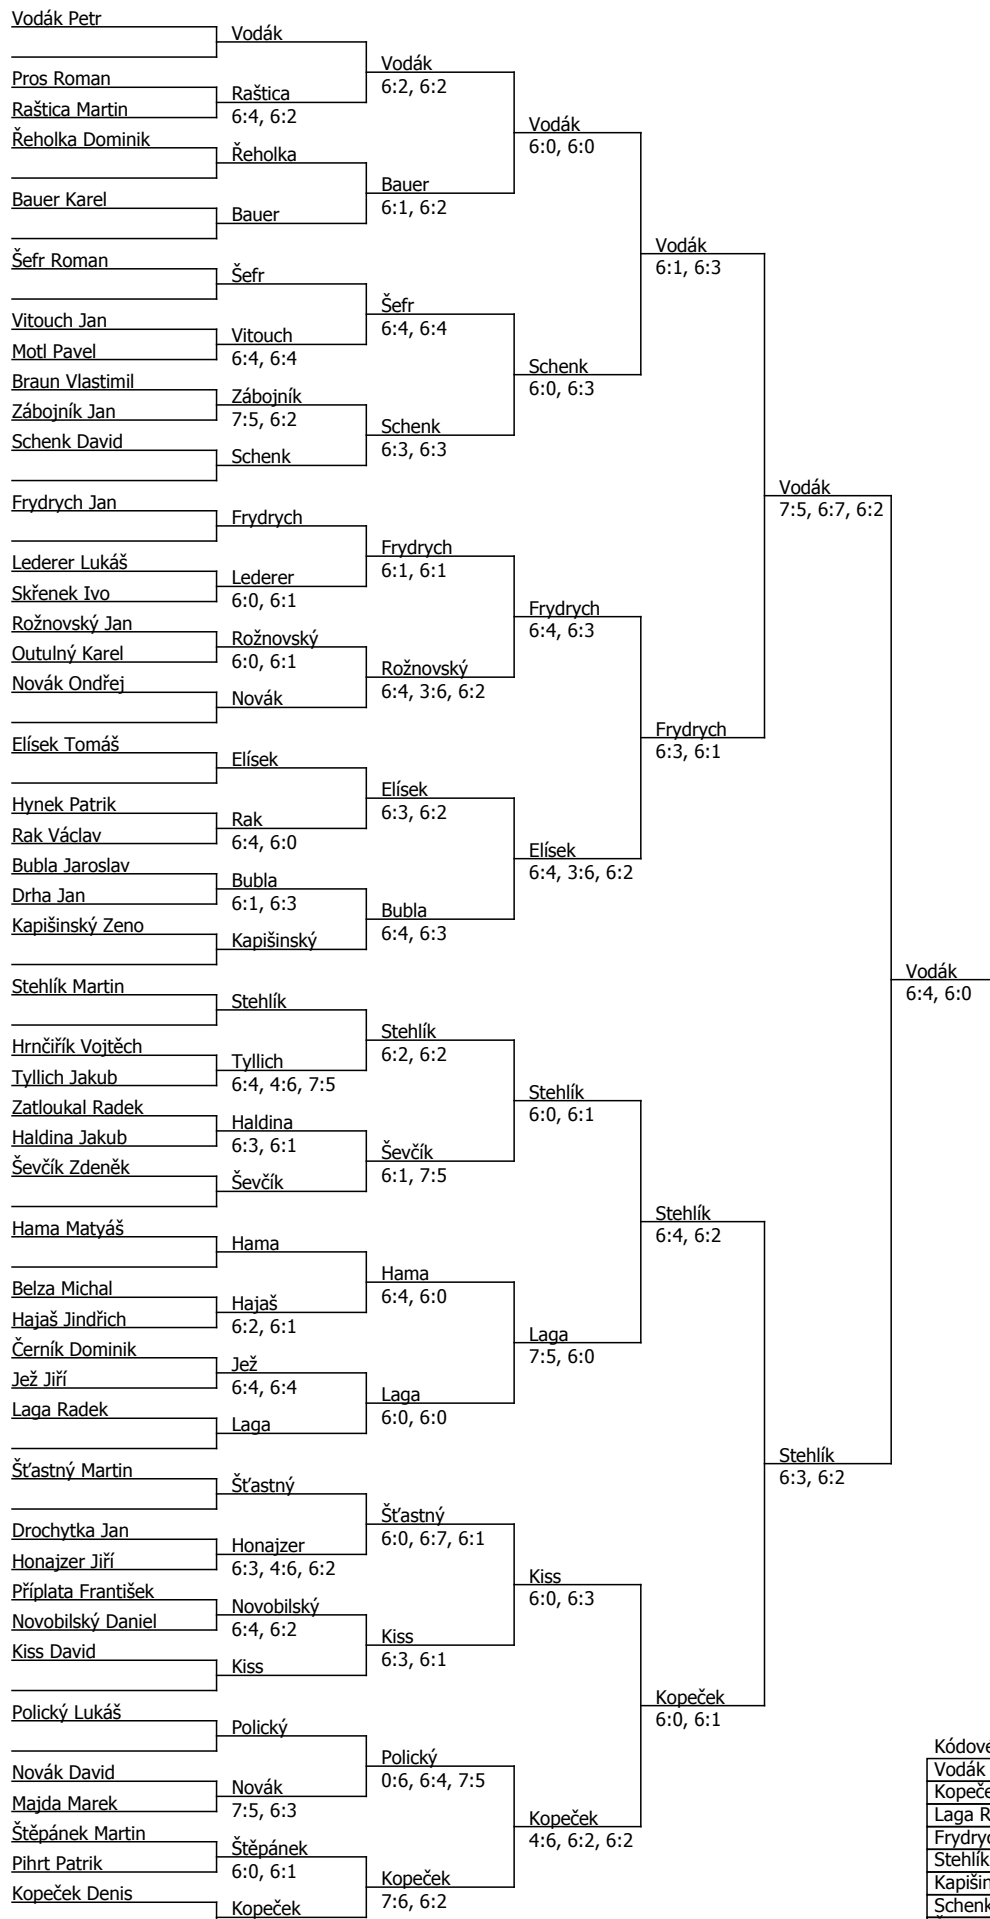 Vodák Petr
Pros Roman
Raštica Martin
Řeholka Dominik
Bauer Karel
Šefr Roman
Vitouch Jan
Motl Pavel
Braun Vlastimil
Zábojník Jan
Schenk David
Frydrych Jan
Lederer Lukáš
Skřenek Ivo
Rožnovský Jan
Outulný Karel
Novák Ondřej
Elísek Tomáš
Hynek Patrik
Rak Václav
Bubla Jaroslav
Drha Jan
Kapišinský Zeno
Stehlík Martin
Hrnčiřík Vojtěch
Tyllich Jakub
Zatloukal Radek
Haldina Jakub
Ševčík Zdeněk
Hama Matyáš
Belza Michal
Hajaš Jindřich
Černík Dominik
Jež Jiří
Laga Radek
Šťastný Martin
Drochytka Jan
Honajzer Jiří
Příplata František
Novobilský Daniel
Kiss David
Polický Lukáš
Novák David
Majda Marek
Štěpánek Martin
Pihrt Patrik
Kopeček Denis
Vodák
Raštica
6:4, 6:2
Řeholka
Bauer
Šefr
Vitouch
6:4, 6:4
Zábojník
7:5, 6:2
Schenk
Frydrych
Lederer
6:0, 6:1
Rožnovský
6:0, 6:1
Novák
Elísek
Rak
6:4, 6:0
Bubla
6:1, 6:3
Kapišinský
Stehlík
Tyllich
6:4, 4:6, 7:5
Haldina
6:3, 6:1
Ševčík
Hama
Hajaš
6:2, 6:1
Jež
6:4, 6:4
Laga
Šťastný
Honajzer
6:3, 4:6, 6:2
Novobilský
6:4, 6:2
Kiss
Polický
Novák
7:5, 6:3
Štěpánek
6:0, 6:1
Kopeček
Vodák
6:2, 6:2
Bauer
6:1, 6:2
Šefr
6:4, 6:4
Schenk
6:3, 6:3
Frydrych
6:1, 6:1
Rožnovský
6:4, 3:6, 6:2
Elísek
6:3, 6:2
Bubla
6:4, 6:3
Stehlík
6:2, 6:2
Ševčík
6:1, 7:5
Hama
6:4, 6:0
Laga
6:0, 6:0
Šťastný
6:0, 6:7, 6:1
Kiss
6:3, 6:1
Polický
0:6, 6:4, 7:5
Kopeček
7:6, 6:2
Vodák
6:0, 6:0
Schenk
6:0, 6:3
Frydrych
6:4, 6:3
Elísek
6:4, 3:6, 6:2
Stehlík
6:0, 6:1
Laga
7:5, 6:0
Kiss
6:0, 6:3
Kopeček
4:6, 6:2, 6:2
Vodák
6:1, 6:3
Frydrych
6:3, 6:1
Stehlík
6:4, 6:2
Kopeček
6:0, 6:1
Vodák
7:5, 6:7, 6:2
Stehlík
6:3, 6:2
Vodák
6:4, 6:0
Kódové
Vodák
Kopeče
Laga R
Frydryc
Stehlík
Kapišin
Schenk